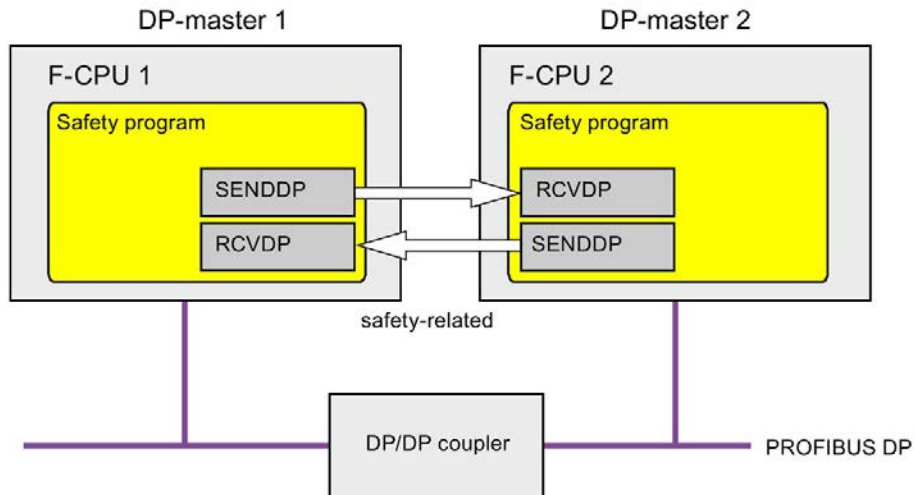 DP-master 1
DP-master 2
F-CPU 1
F-CPU 2
Safety program
Safety program
SENDDP
RCVDP
RCVDP
SENDDP
safety-related
DP/DP coupler
PROFIBUS DP